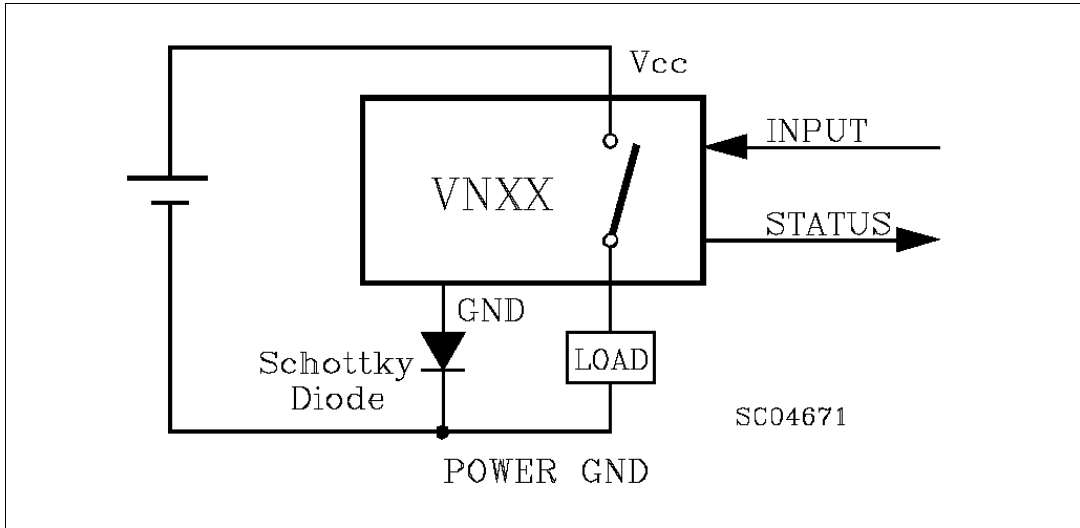 Vcc
INPUT
VNXX
STATUS
GND
Schottky
Diode
LOAD
SC04671
POWER GND